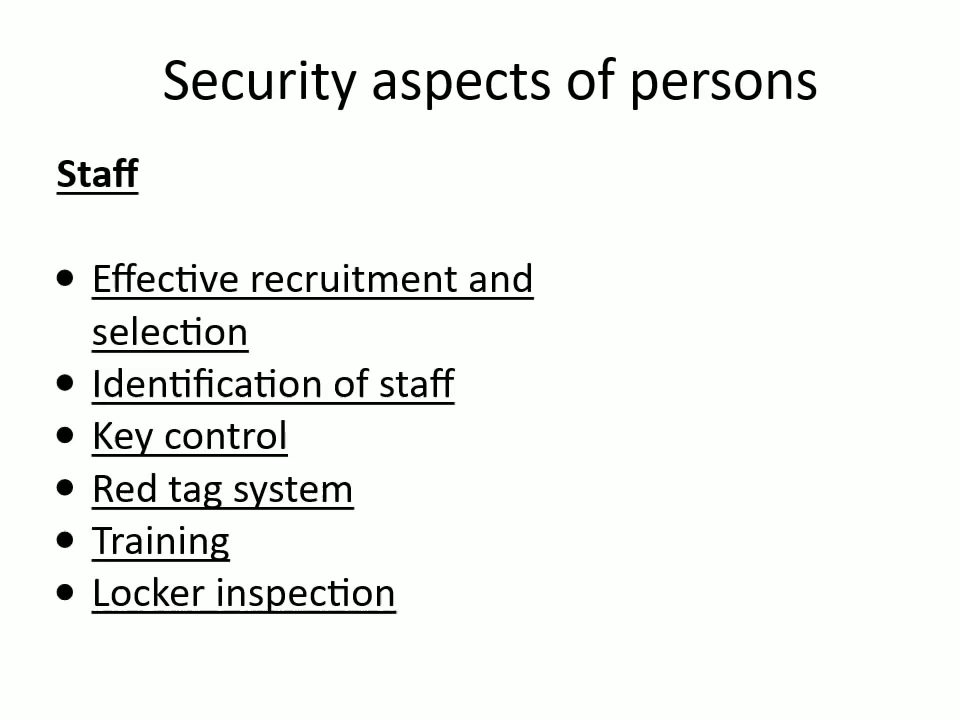 Security aspects of persons
Staff
• Effective recruitment and
selection
• Identification of staff
• Key control
• Red tag system
• Training
• Locker inspection